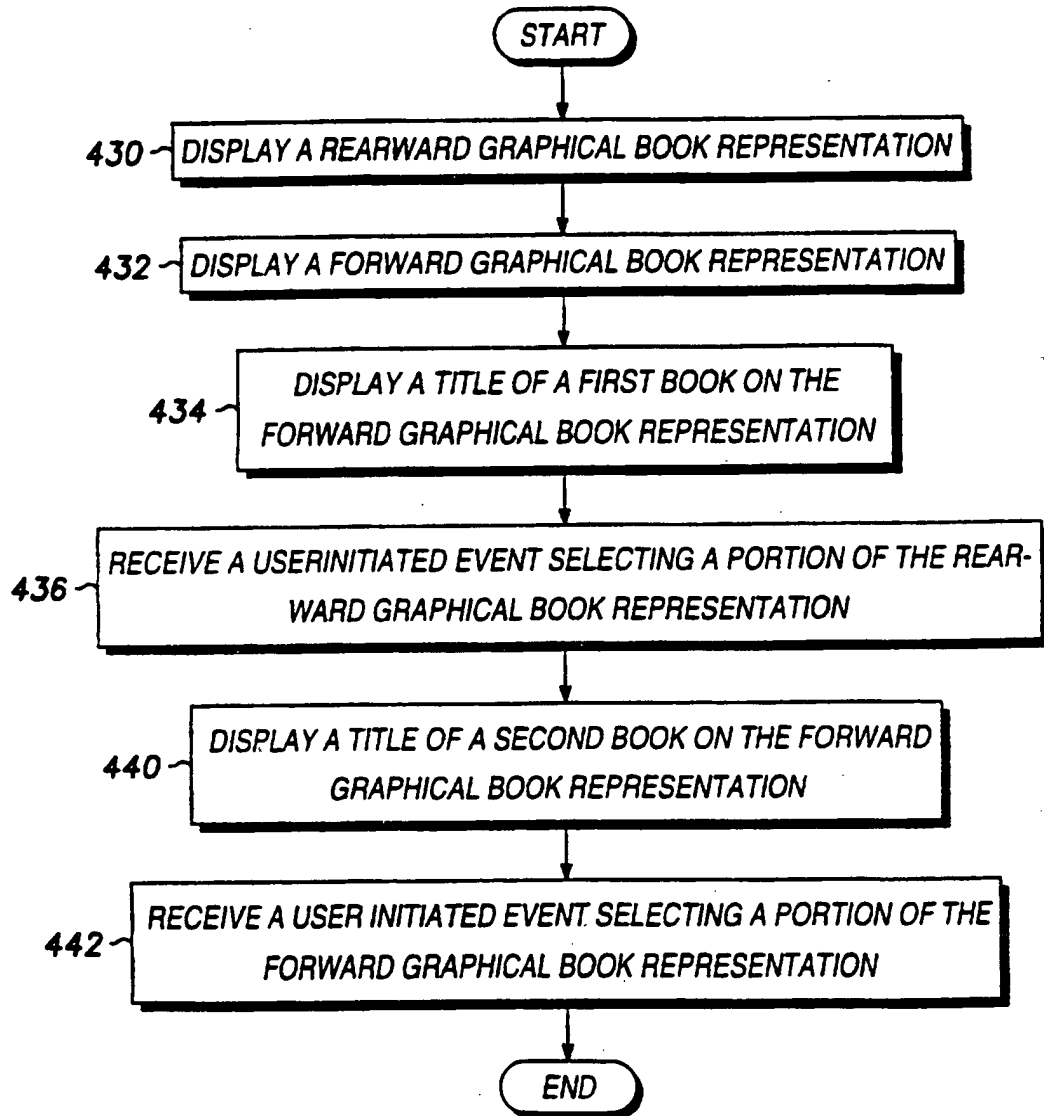 START
430 DISPLAY A REARWARD GRAPHICAL BOOK REPRESENTATION
432 DISPLAY A FORWARD GRAPHICAL BOOK REPRESENTATION
DISPLAY A TITLE OF A FIRST BOOK ON THE
434
FORWARD GRAPHICAL BOOK REPRESENTATION
RECEIVE A USERINITIATED EVENT SELECTING A PORTION OF THE REAR-
436
WARD GRAPHICAL BOOK REPRESENTATION
DISPLAY A TITLE OF A SECOND BOOK ON THE FORWARD
440
GRAPHICAL BOOK REPRESENTATION
RECEIVE A USER INITIATED EVENT SELECTING A PORTION OF THE
442
FORWARD GRAPHICAL BOOK REPRESENTATION
END